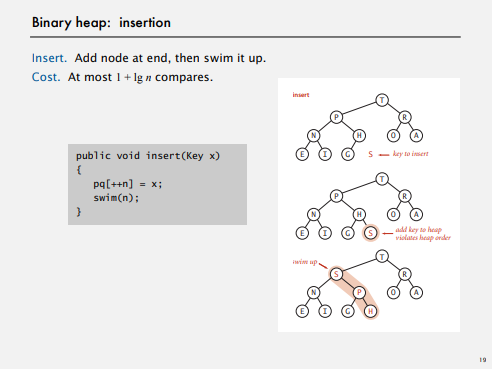 Binary heap: insertion
Insert. Add node at end, then swim it up.
Cost. At most 1 + lg n compares.
public void insert(Key x)
{
pq[++n] = x;
swim(n);
}
insert
T
P R
N H O A
E I G S key to insert
T
P R
N H O A
E I G S add key to heap
violates heap order
T
swim up S R
N P O A
E I G H
19